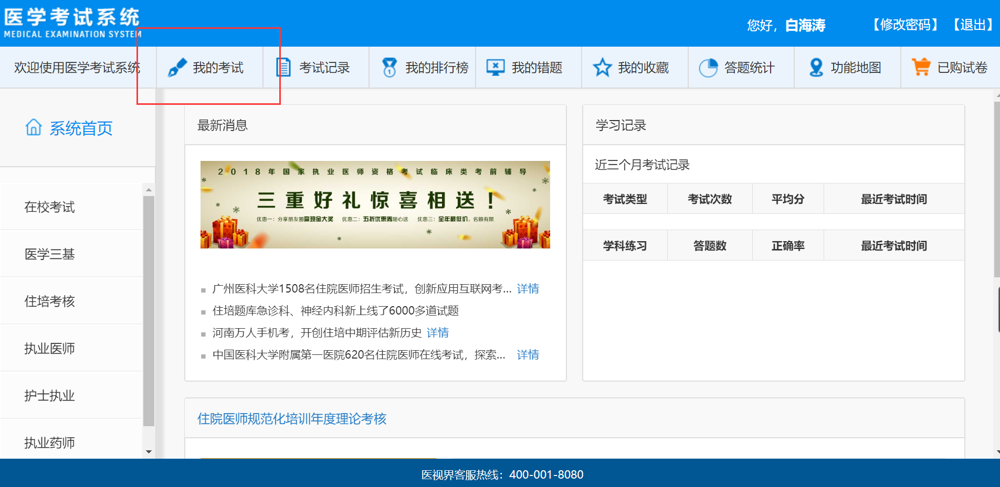 医学考试系统
MEDICAL EXAMINATION SYSTEM
您好，白海涛 【修改密码】 【退出】
欢迎使用医学考试系统 我的考试 考试记录 我的排行榜 我的错题 我的收藏 答题统计 功能地图 已购试卷
系统首页
在校考试
医学三基
住培考核
执业医师
护士执业
执业药师
最新消息
2018年国家执业医师资格考试临床类考前辅导
三重好礼惊喜相送！
优惠一：分享朋友圈赢现金大奖 优惠二：五折优惠券随心送 优惠三：全年最低价，名额有限
广州医科大学1508名住院医师招生考试，创新应用互联网考... 详情
住培题库急诊科、神经内科新上线了6000多道试题
河南万人手机考，开创住培中期评估新历史 详情
中国医科大学附属第一医院620名住院医师在线考试，探索... 详情
学习记录
近三个月考试记录
考试类型 考试次数 平均分 最近考试时间
学科练习 答题数 正确率 最近考试时间
住院医师规范化培训年度理论考核
医视界客服热线：400-001-8080